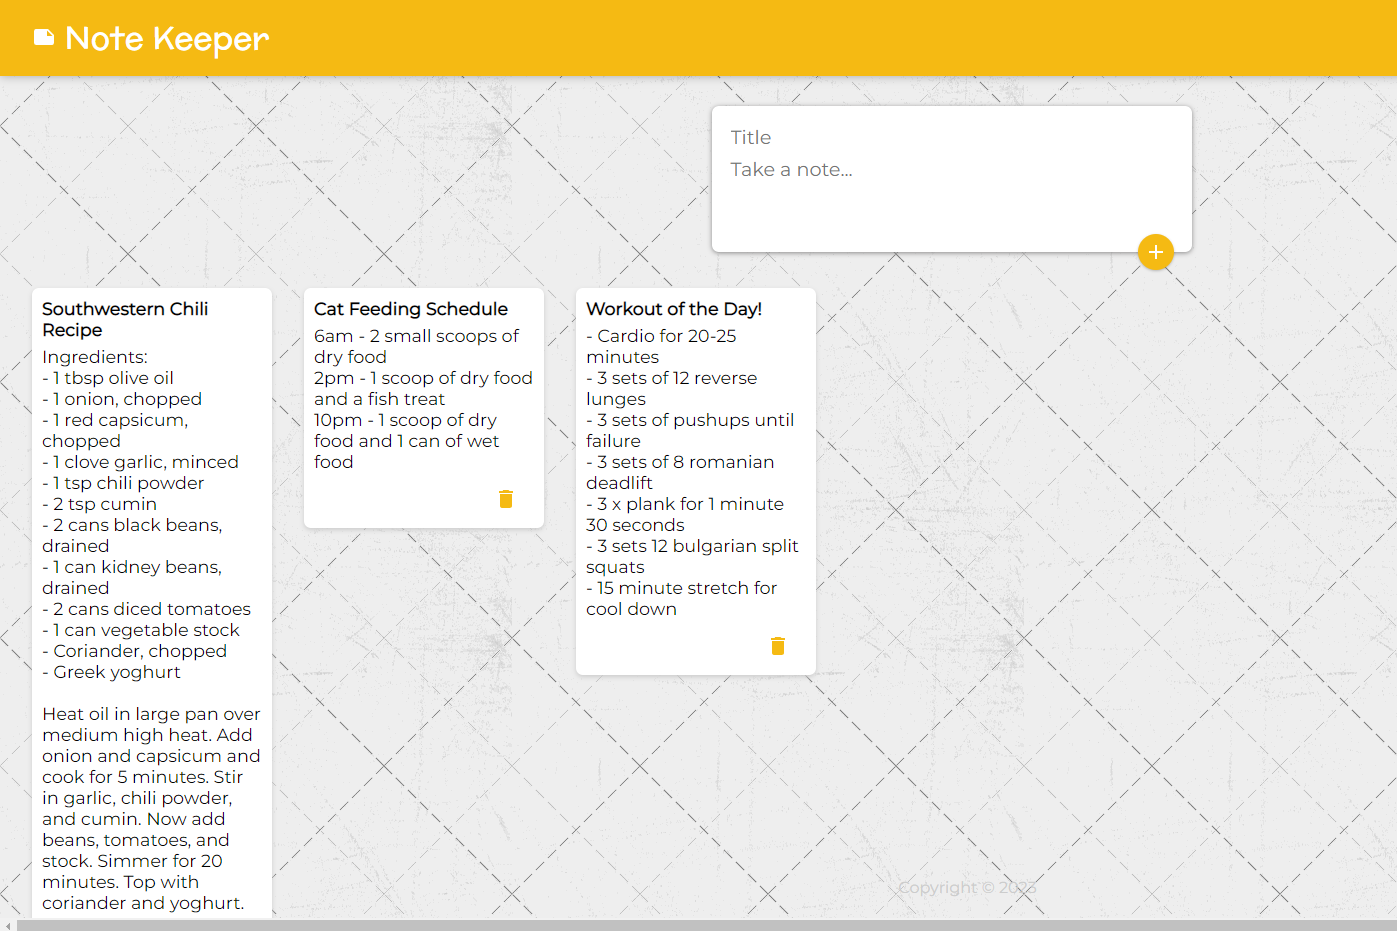 Note Keeper
Title
Take a note...
Southwestern Chili
Recipe
Ingredients:
- 1 tbsp olive oil
- 1 onion, chopped
- 1 red capsicum,
chopped
- 1 clove garlic, minced
- 1 tsp chili powder
- 2 tsp cumin
- 2 cans black beans,
drained
- 1 can kidney beans,
drained
- 2 cans diced tomatoes
- 1 can vegetable stock
- Coriander, chopped
- Greek yoghurt
Heat oil in large pan over
medium high heat. Add
onion and capsicum and
cook for 5 minutes. Stir
in garlic, chili powder,
and cumin. Now add
beans, tomatoes, and
stock. Simmer for 20
minutes. Top with
coriander and yoghurt.
Cat Feeding Schedule
6am - 2 small scoops of
dry food
2pm - 1 scoop of dry food
and a fish treat
10pm - 1 scoop of dry
food and 1 can of wet
food
Workout of the Day!
- Cardio for 20-25
minutes
- 3 sets of 12 reverse
lunges
- 3 sets of pushups until
failure
- 3 sets of 8 romanian
deadlift
- 3 x plank for 1 minute
30 seconds
- 3 sets 12 bulgarian split
squats
- 15 minute stretch for
cool down
Copyright © 2023